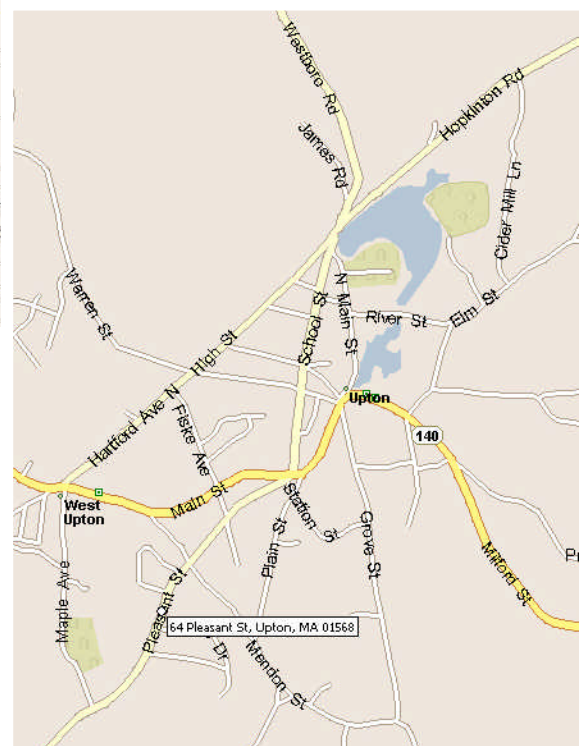 Westboro Rd
Hopkinton Rd
James Rd
Cider Mill Ln
Warren St
N Main St
School St
River St
Elm St
High St
Hartford Ave N
Upton
Fiske Ave
140
West
Upton
Main St
Station St
Plain St
Grove St
Milford St
Pr
Maple Ave
Pleasant St
64 Pleasant St, Upton, MA 01568
Dr
Mendon St